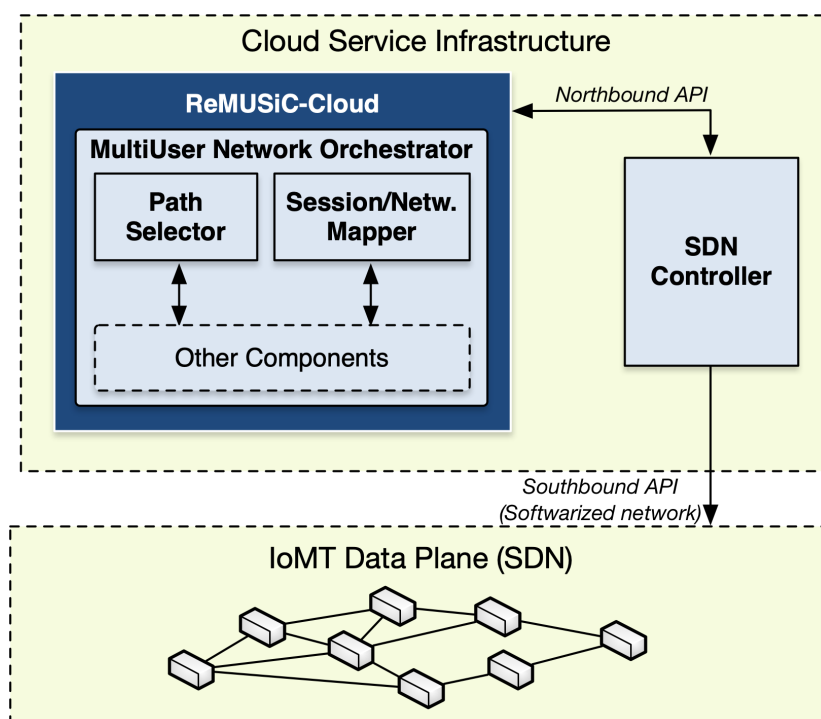 Cloud Service Infrastructure
ReMUSiC-Cloud
Northbound API
MultiUser Network Orchestrator
Path
Selector
Session/Netw.
Mapper
SDN
Controller
Other Components
Southbound API
(Softwarized network)
IoMT Data Plane (SDN)